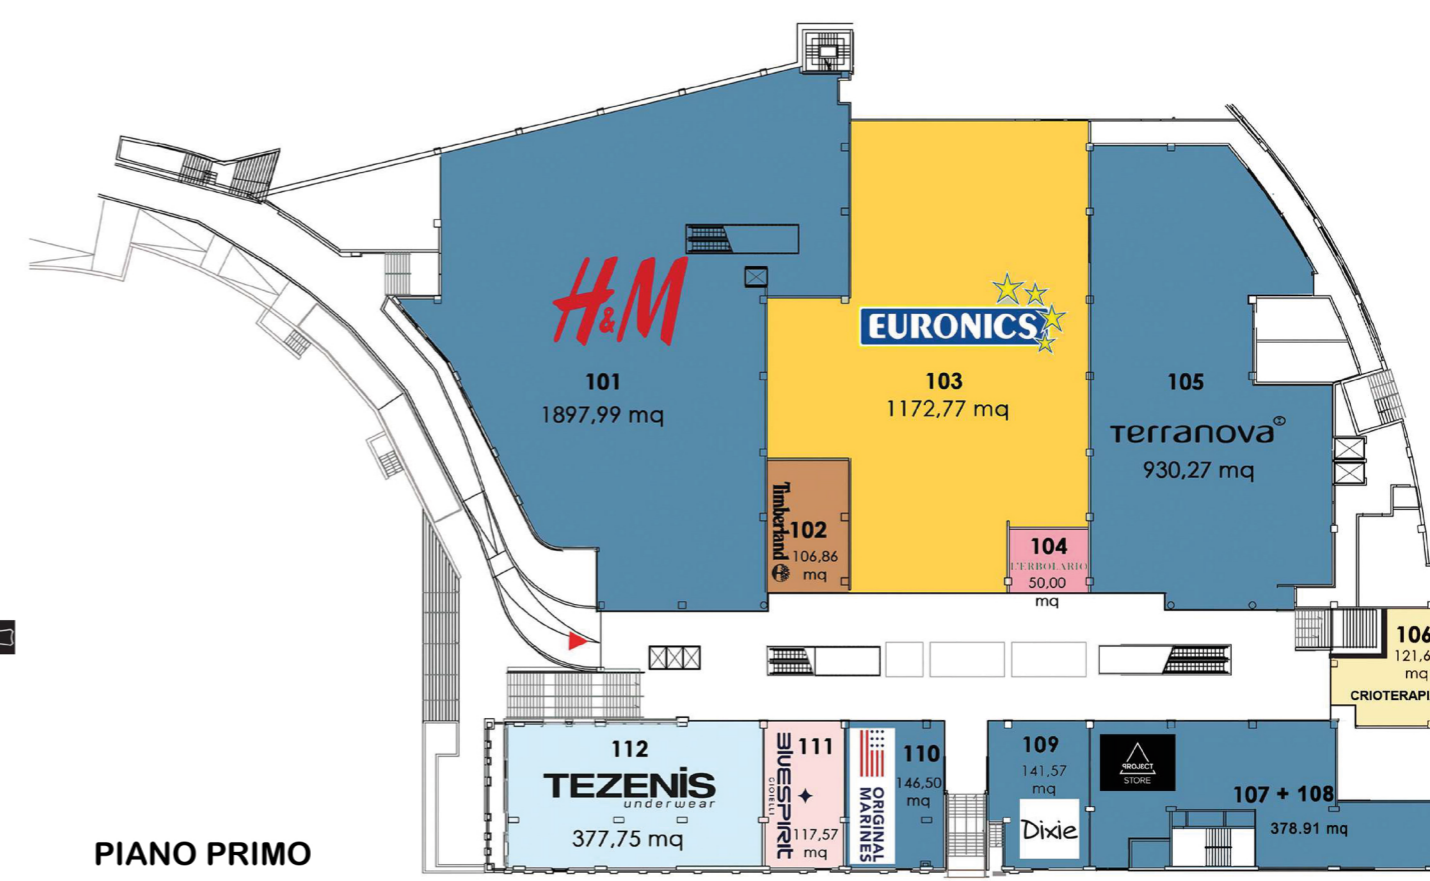 H&M
101
1897,99 mq
EURONICS
103
1172,77 mq
105
TERRANOVA®
930,27 mq
Timberland
102
106,86
mq
104
L'ERBOLARIO
50,00
mq
106
121,6
mq
CRIOTERAPI
112
TEZENIS
underwear
377,75 mq
111
BLUESPIRIT
GIOIELLI
117,57
mq
110
146,50
mq
ORIGINAL
MARINES
109
141,57
mq
Dixie
PROJECT
STORE
107 + 108
378.91 mq
PIANO PRIMO